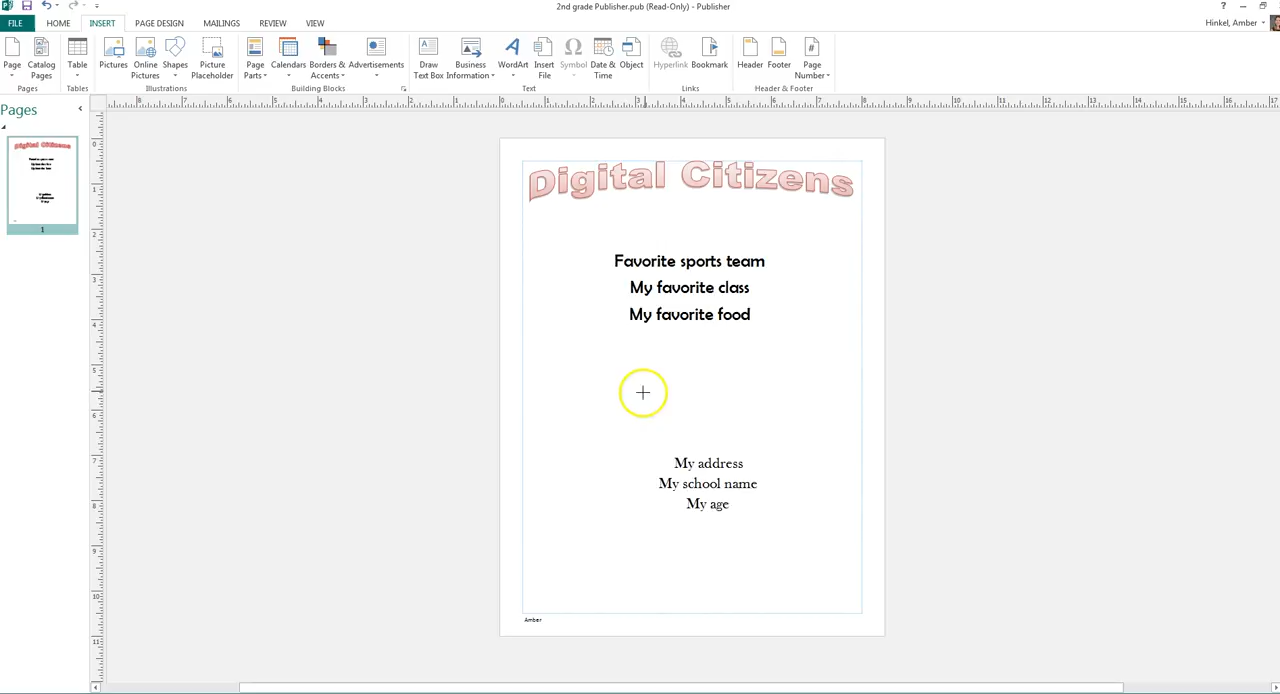 2nd grade Publisher.pub (Read-Only) - Publisher
?
FILE HOME INSERT PAGE DESIGN MAILINGS REVIEW VIEW
Hinkel, Amber
Page
Catalog Pages
Table
Pictures
Online Pictures
Shapes
Picture Placeholder
Page Parts
Calendars
Borders & Accents
Advertisements
Draw Text Box
Business Information
WordArt
Insert File
Symbol
Date & Time
Object
Hyperlink
Bookmark
Header
Footer
Page Number
Pages
Tables
Illustrations
Building Blocks
Text
Links
Header & Footer
Pages
Digital Citizens
1
Digital Citizens
Favorite sports team
My favorite class
My favorite food
My address
My school name
My age
Amber